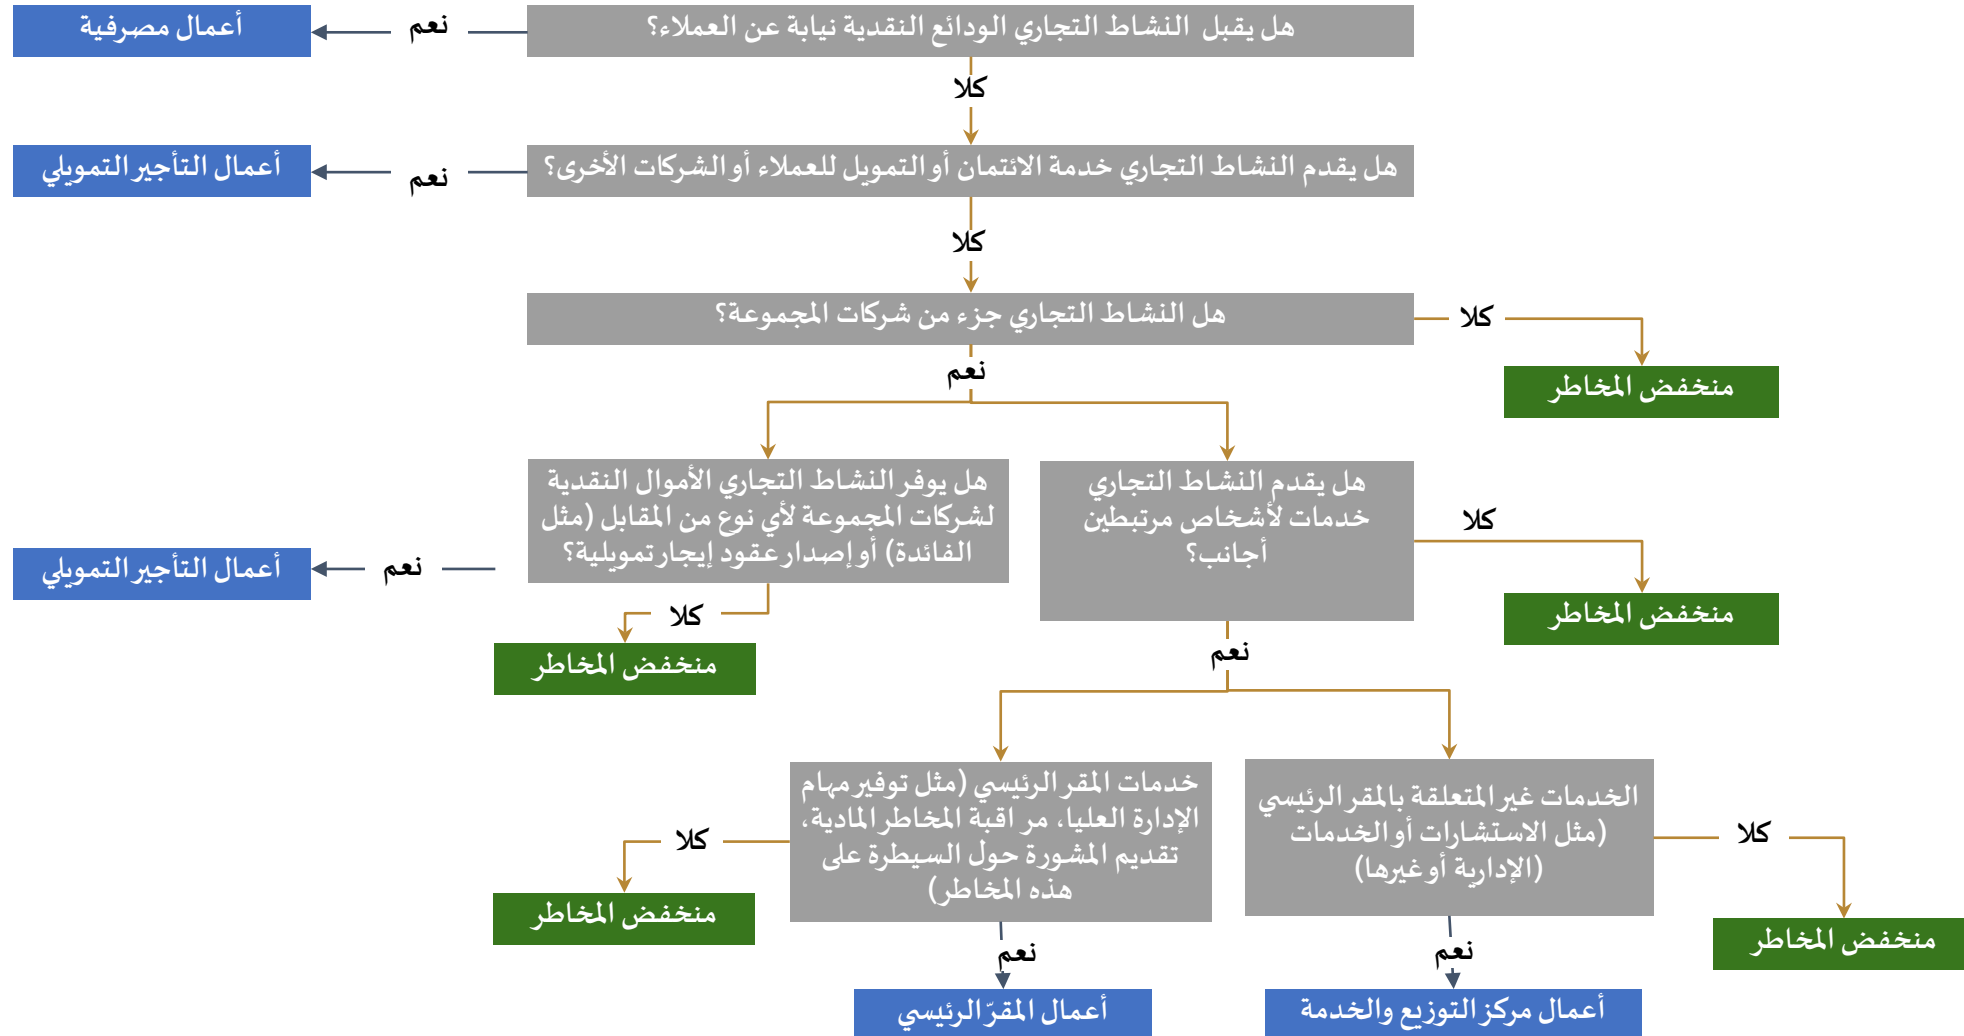 هل يقبل النشاط التجاري الودائع النقدية نيابة عن العملاء؟
نعم
أعمال مصرفية
كلا
هل يقدم النشاط التجاري خدمة الائتمان أو التمويل للعملاء أو الشركات الأخرى؟
نعم
أعمال التأجير التمويلي
كلا
هل النشاط التجاري جزء من شركات المجموعة؟
كلا
منخفض المخاطر
نعم
هل يقدم النشاط التجاري
خدمات لأشخاص مرتبطين
أجانب؟
كلا
منخفض المخاطر
هل يوفر النشاط التجاري الأموال النقدية
لشركات المجموعة لأي نوع من المقابل (مثل
الفائدة) أو إصدار عقود إيجار تمويلية؟
نعم
أعمال التأجير التمويلي
كلا
منخفض المخاطر
نعم
الخدمات غير المتعلقة بالمقر الرئيسي
(مثل الاستشارات أو الخدمات
الإدارية أو غيرها)
كلا
منخفض المخاطر
خدمات المقر الرئيسي (مثل توفير مهام
الإدارة العليا، مراقبة المخاطر المادية،
تقديم المشورة حول السيطرة على
هذه المخاطر)
كلا
منخفض المخاطر
نعم
أعمال مركز التوزيع والخدمة
نعم
أعمال المقرّ الرئيسي